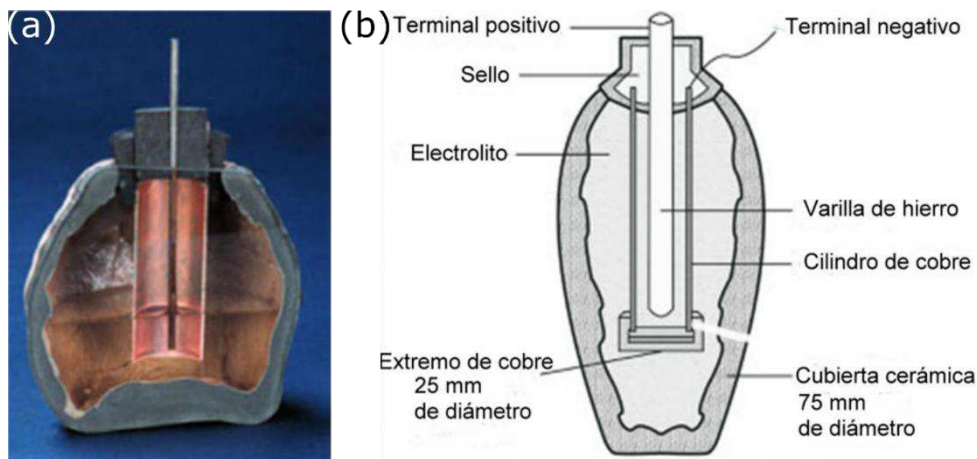 (a)
(b)
Terminal positivo
Terminal negativo
Sello
Electrolito
Varilla de hierro
Cilindro de cobre
Extremo de cobre
25 mm
de diámetro
Cubierta cerámica
75 mm
de diámetro